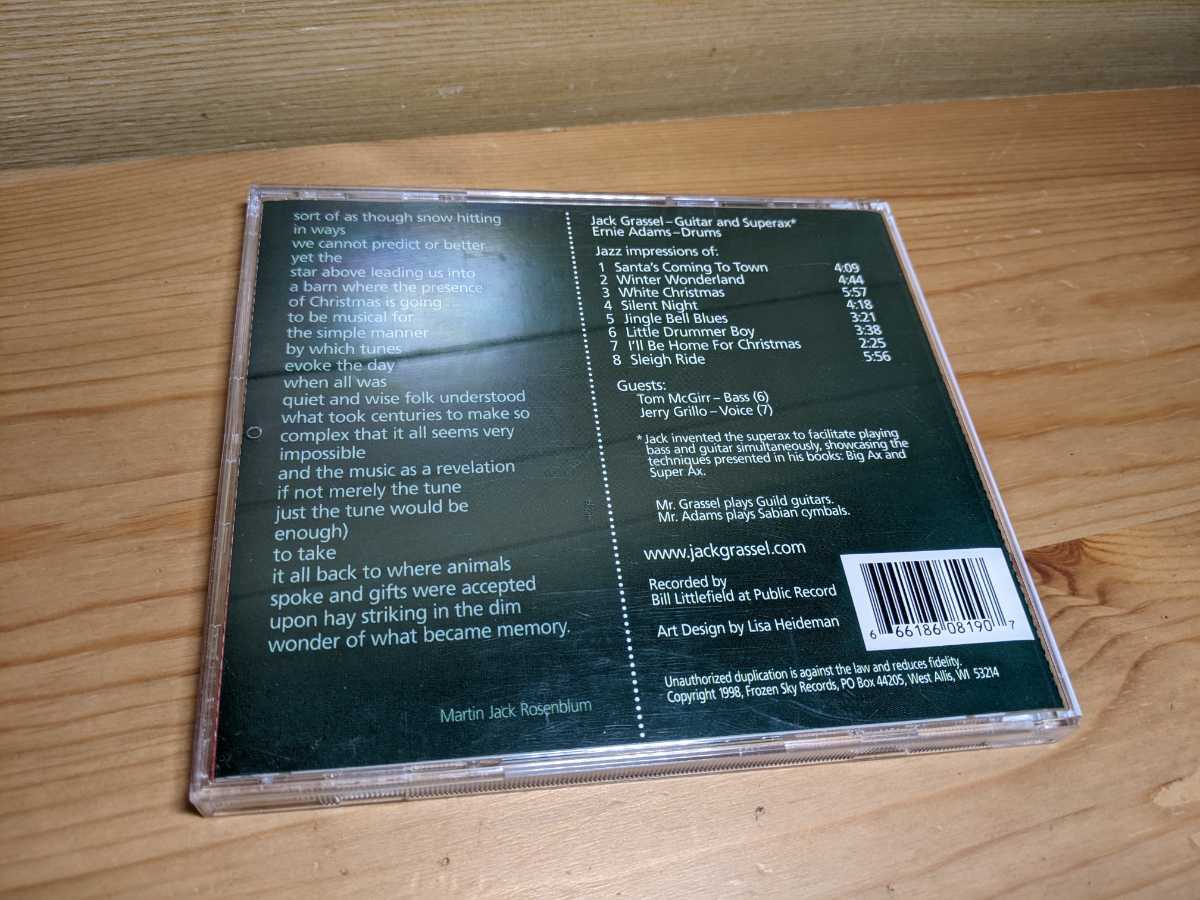 sort of as though snow hitting
in ways
we cannot predict or better
yet the
star above leading us into
a barn where the presence
of Christmas is going
to be musical for
the simple manner
by which tunes
evoke the day
when all was
quiet and wise folk understood
what took centuries to make so
complex that it all seems very
impossible
and the music as a revelation
if not merely the tune
just the tune would be
enough)
to take
it all back to where animals
spoke and gifts were accepted
upon hay striking in the dim
wonder of what became memory.
Martin Jack Rosenblum
Jack Grassel – Guitar and Superax*
Ernie Adams – Drums
Jazz impressions of:
1 Santa's Coming To Town 4:09
2 Winter Wonderland 4:44
3 White Christmas 5:57
4 Silent Night 4:18
5 Jingle Bell Blues 3:21
6 Little Drummer Boy 3:38
7 I'll Be Home For Christmas 2:25
8 Sleigh Ride 5:56
Guests:
Tom McGirr – Bass (6)
Jerry Grillo – Voice (7)
* Jack invented the superax to facilitate playing
bass and guitar simultaneously, showcasing the
techniques presented in his books: Big Ax and
Super Ax.
Mr. Grassel plays Guild guitars.
Mr. Adams plays Sabian cymbals.
www.jackgrassel.com
Recorded by
Bill Littlefield at Public Record
Art Design by Lisa Heideman
6 66186 08190 7
Unauthorized duplication is against the law and reduces fidelity.
Copyright 1998, Frozen Sky Records, PO Box 44205, West Allis, WI 53214